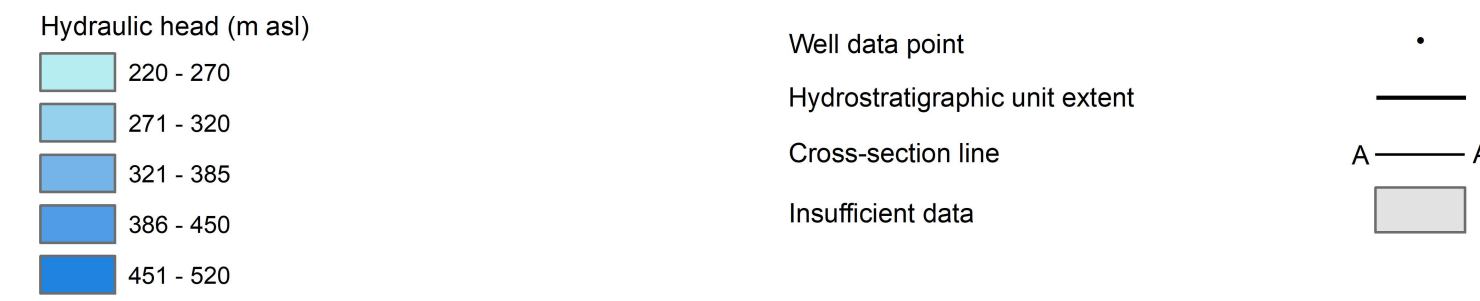 Hydraulic head (m asl)
220 - 270
271 - 320
321 - 385
386 - 450
451 - 520
Well data point
Hydrostratigraphic unit extent
Cross-section line
A
Insufficient data